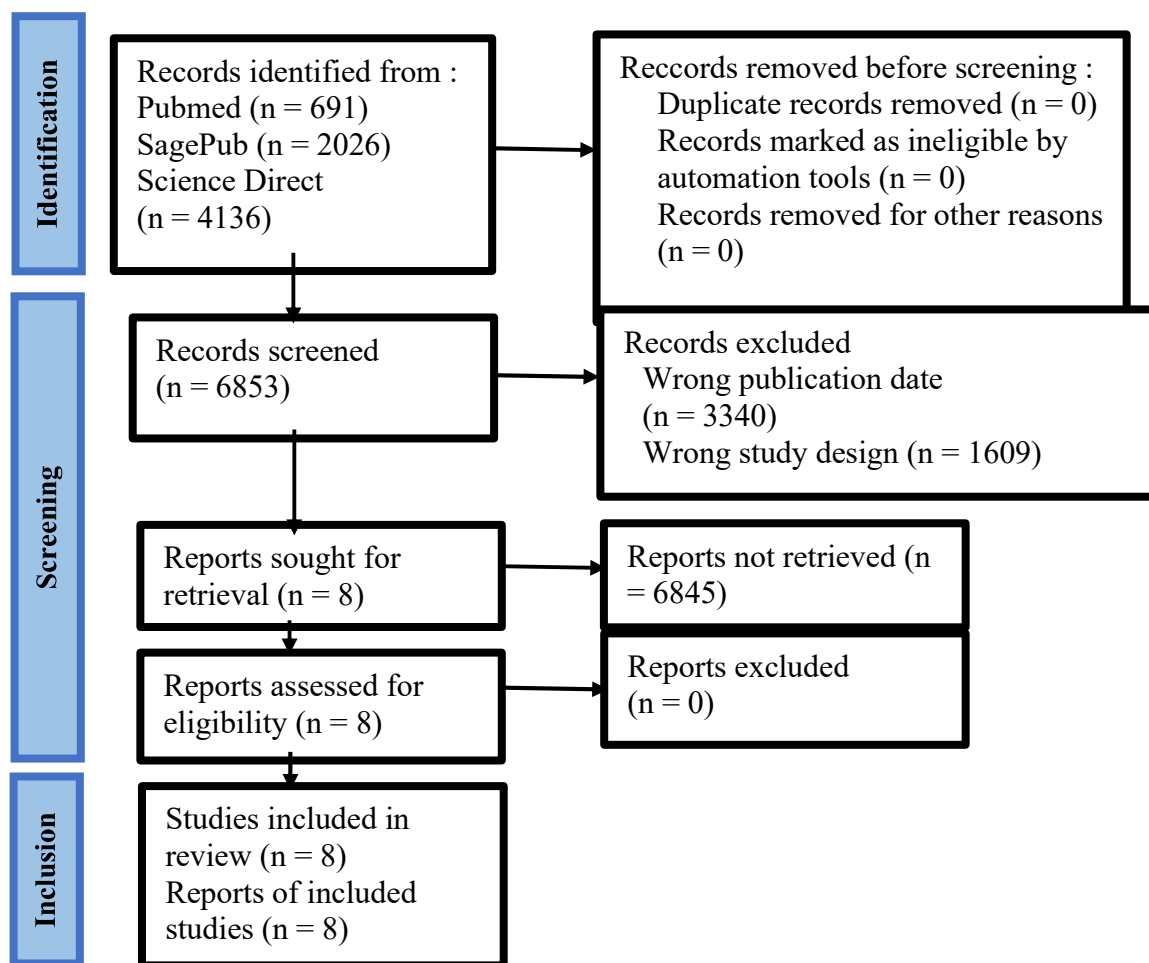 Identification
Records identified from :
Pubmed (n = 691)
SagePub (n = 2026)
Science Direct
(n = 4136)
Reccords removed before screening :
Duplicate records removed (n = 0)
Records marked as ineligible by
automation tools (n = 0)
Records removed for other reasons
(n = 0)
Screening
Records screened
(n = 6853)
Records excluded
Wrong publication date
(n = 3340)
Wrong study design (n = 1609)
Reports sought for
retrieval (n = 8)
Reports not retrieved (n
= 6845)
Reports assessed for
eligibility (n = 8)
Reports excluded
(n = 0)
Inclusion
Studies included in
review (n = 8)
Reports of included
studies (n = 8)